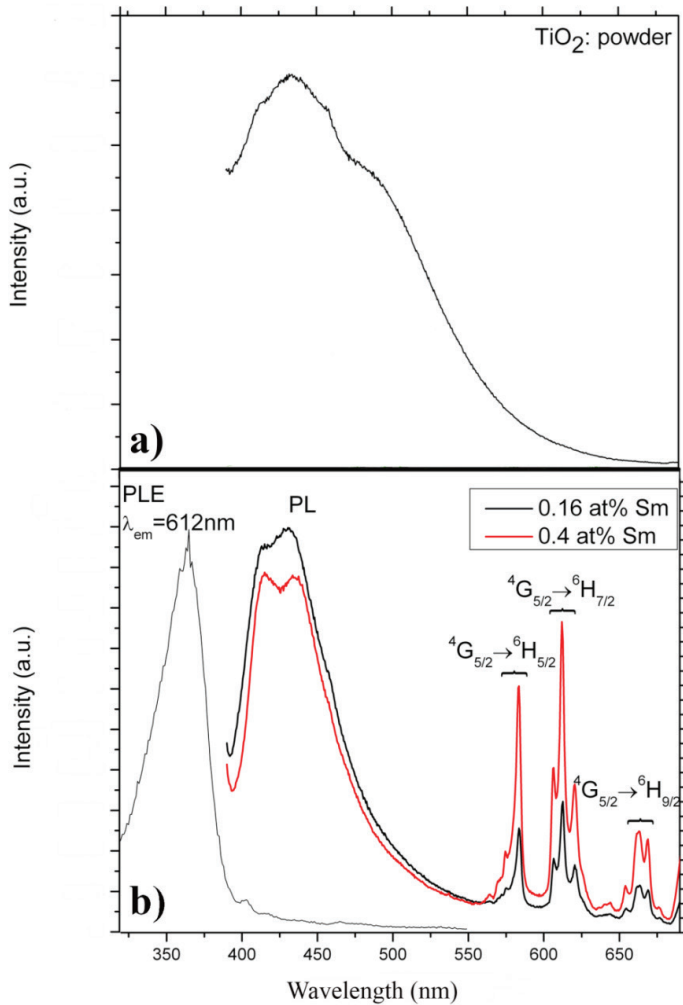 TiO₂: powder
Intensity (a.u.)
a)
PLE
λem=612nm
PL
0.16 at% Sm
0.4 at% Sm
⁴G5/2→⁶H7/2
⁴G5/2→⁶H5/2
⁴G5/2→⁶H9/2
Intensity (a.u.)
b)
350 400 450 500 550 600 650
Wavelength (nm)